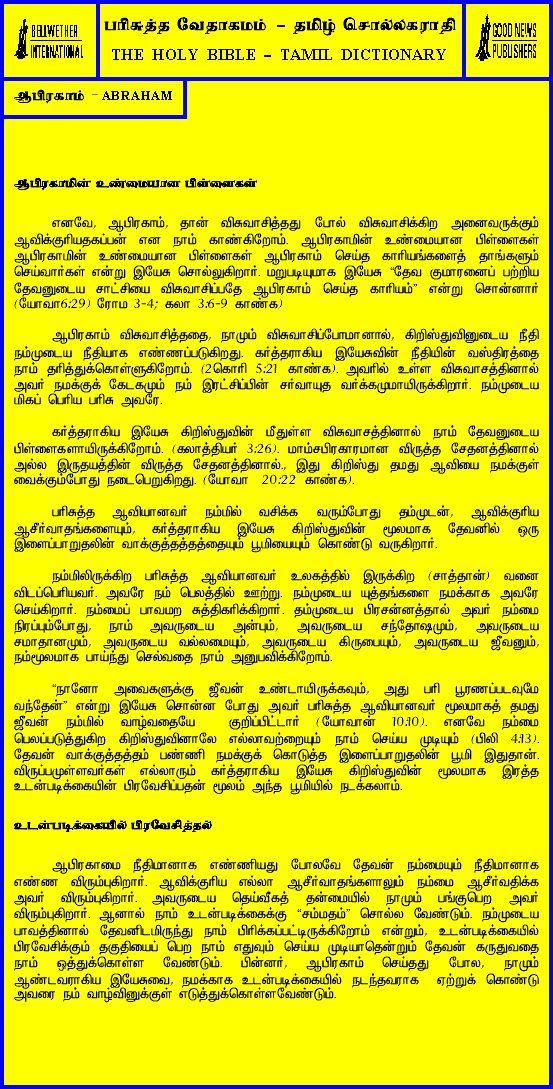 BELLWETHER
INTERNATIONAL
பரிசுத்த வேதாகமம் – தமிழ் சொல்லகராதி
THE HOLY BIBLE – TAMIL DICTIONARY
GOOD NEWS
PUBLISHERS
ஆபிரகாம் – ABRAHAM
ஆபிரகாமின் உண்மையான பிள்ளைகள்
எனவே, ஆபிரகாம், தான் விசுவாசித்தது போல் விசுவாசிக்கிற அனைவருக்கும்
ஆவிக்குரியதகப்பன் என நாம் காண்கிறோம். ஆபிரகாமின் உண்மையான பிள்ளைகள்
ஆபிரகாமின் உண்மையான பிள்ளைகள் ஆபிரகாம் செய்த காரியங்களைத் தாங்களும்
செய்வார்கள் என்று இயேசு சொல்லுகிறார். மறுபடியுமாக இயேசு “தேவ குமாரனைப் பற்றிய
தேவனுடைய சாட்சியை விசுவாசிப்பதே ஆபிரகாம் செய்த காரியம்” என்று சொன்னார்
(யோவா6:29) ரோம 3-4; கலா 3:6-9 காண்க)
ஆபிரகாம் விசுவாசித்ததை, நாமும் விசுவாசிப்போமானால், கிறிஸ்துவினுடைய நீதி
நம்முடைய நீதியாக எண்ணப்படுகிறது. கர்த்தராகிய இயேசுவின் நீதியின் வஸ்திரத்தை
நாம் தரித்துக்கொள்ளுகிறோம். (2கொரி 5:21 காண்க). அவரில் உள்ள விசுவாசத்தினால்
அவர் நமக்குக் கேடகமும் நம் இரட்சிப்பின் சர்வாயுத வர்க்கமுமாயிருக்கிறார். நம்முடைய
மிகப் பெரிய பரிசு அவரே.
கர்த்தராகிய இயேசு கிறிஸ்துவின் மீதுள்ள விசுவாசத்தினால் நாம் தேவனுடைய
பிள்ளைகளாயிருக்கிறோம். (கலாத்தியர் 3:26). மாம்சபிரகாரமான விருத்த சேதனத்தினால்
அல்ல இருதயத்தின் விருத்த சேதனத்தினால்., இது கிறிஸ்து தமது ஆவியை நமக்குள்
வைக்கும்போது நடைபெறுகிறது. (யோவா 20:22 காண்க).
பரிசுத்த ஆவியானவர் நம்மில் வசிக்க வரும்போது தம்முடன், ஆவிக்குரிய
ஆசீர்வாதங்களையும், கர்த்தராகிய இயேசு கிறிஸ்துவின் மூலமாக தேவனில் ஒரு
இளைப்பாறுதலின் வாக்குத்தத்தத்தையும் பூமியையும் கொண்டு வருகிறார்.
நம்மிலிருக்கிற பரிசுத்த ஆவியானவர் உலகத்தில் இருக்கிற (சாத்தான்) வனை
விடப்பெரியவர். அவரே நம் பெலத்தில் ஊற்று. நம்முடைய யுத்தங்களை நமக்காக அவரே
செய்கிறார். நம்மைப் பாவமற சுத்திகரிக்கிறார். தம்முடைய பிரசன்னத்தால் அவர் நம்மை
நிரப்பும்போது, நாம் அவருடைய அன்பும், அவருடைய சந்தோஷமும், அவருடைய
சமாதானமும், அவருடைய வல்லமையும், அவருடைய கிருபையும், அவருடைய ஜீவனும்,
நம்மூலமாக பாய்ந்து செல்வதை நாம் அனுபவிக்கிறோம்.
“நானோ அவைகளுக்கு ஜீவன் உண்டாயிருக்கவும், அது பரி பூரணப்படவுமே
வந்தேன்” என்று இயேசு சொன்ன போது அவர் பரிசுத்த ஆவியானவர் மூலமாகத் தமது
ஜீவன் நம்மில் வாழ்வதையே குறிப்பிட்டார் (யோவான் 10:10). எனவே நம்மை
பெலப்படுத்துகிற கிறிஸ்துவினாலே எல்லாவற்றையும் நாம் செய்ய முடியும் (பிலி 4:13).
தேவன் வாக்குத்தத்தம் பண்ணி நமக்குக் கொடுத்த இளைப்பாறுதலின் பூமி இதுதான்.
விருப்பமுள்ளவர்கள் எல்லாரும் கர்த்தராகிய இயேசு கிறிஸ்துவின் மூலமாக இரத்த
உடன்படிக்கையின் பிரவேசிப்பதன் மூலம் அந்த பூமியில் நடக்கலாம்.
உடன்படிக்கையில் பிரவேசித்தல்
ஆபிரகாமை நீதிமானாக எண்ணியது போலவே தேவன் நம்மையும் நீதிமானாக
எண்ண விரும்புகிறார். ஆவிக்குரிய எல்லா ஆசீர்வாதங்களாலும் நம்மை ஆசீர்வதிக்க
அவர் விரும்புகிறார். அவருடைய தெய்வீகத் தன்மையில் நாமும் பங்குபெற அவர்
விரும்புகிறார். ஆனால் நாம் உடன்படிக்கைக்கு “சம்மதம்” சொல்ல வேண்டும். நம்முடைய
பாவத்தினால் தேவனிடமிருந்து நாம் பிரிக்கப்பட்டிருக்கிறோம் என்றும், உடன்படிக்கையில்
பிரவேசிக்கும் தகுதியைப் பெற நாம் எதுவும் செய்ய முடியாதென்றும் தேவன் கருதுவதை
நாம் ஒத்துக்கொள்ள வேண்டும். பின்னர், ஆபிரகாம் செய்தது போல, நாமும்
ஆண்டவராகிய இயேசுவை, நமக்காக உடன்படிக்கையில் நடந்தவராக ஏற்றுக் கொண்டு
அவரை நம் வாழ்வினுக்குள் எடுத்துக்கொள்ளவேண்டும்.